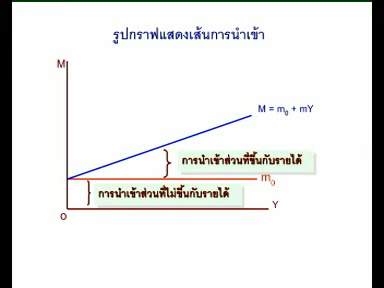 รูปกราฟแสดงเส้นการนำเข้า
M
M = m₀ + mY
การนำเข้าส่วนที่ขึ้นกับรายได้
m₀
การนำเข้าส่วนที่ไม่ขึ้นกับรายได้
Y
O